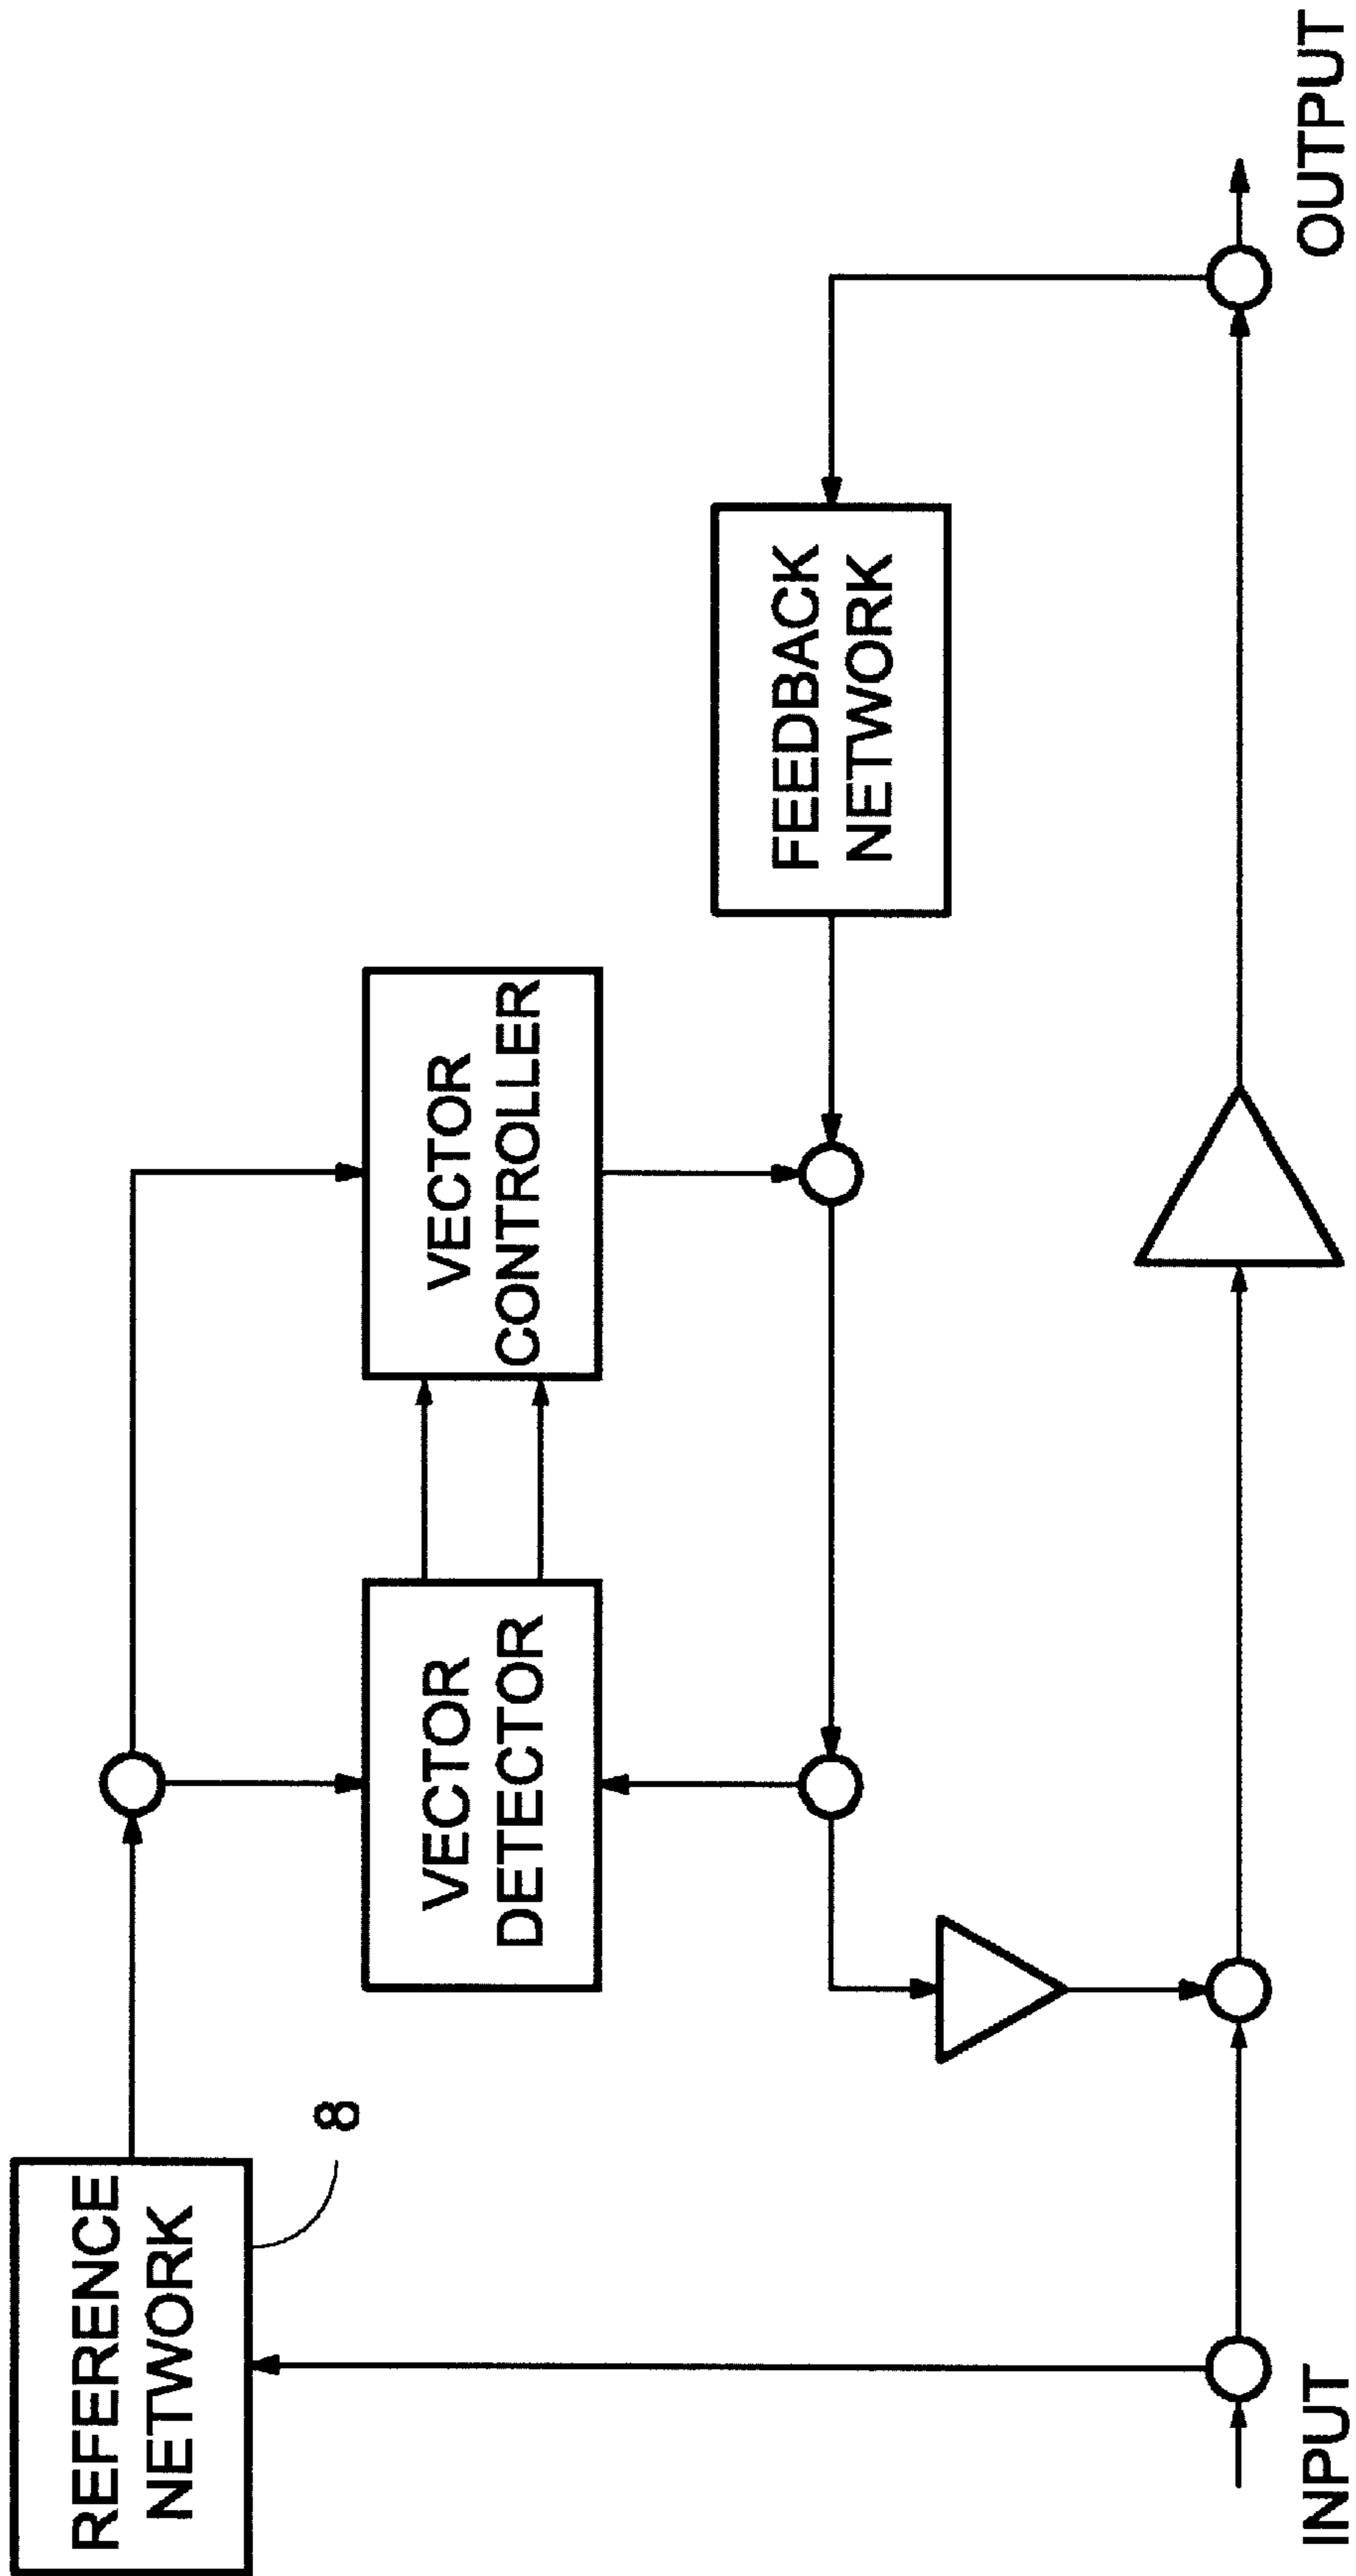 REFERENCE
NETWORK
8
VECTOR
DETECTOR
VECTOR
CONTROLLER
FEEDBACK
NETWORK
INPUT
OUTPUT